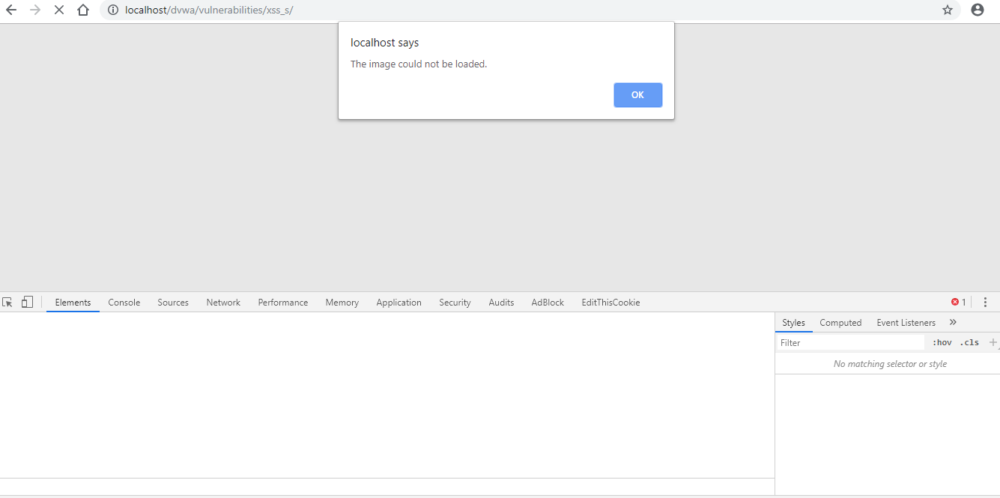 localhost/dvwa/vulnerabilities/xss_s/
localhost says
The image could not be loaded.
OK
Elements Console Sources Network Performance Memory Application Security Audits AdBlock EditThisCookie 1
Styles Computed Event Listeners »
Filter :hov .cls +
No matching selector or style